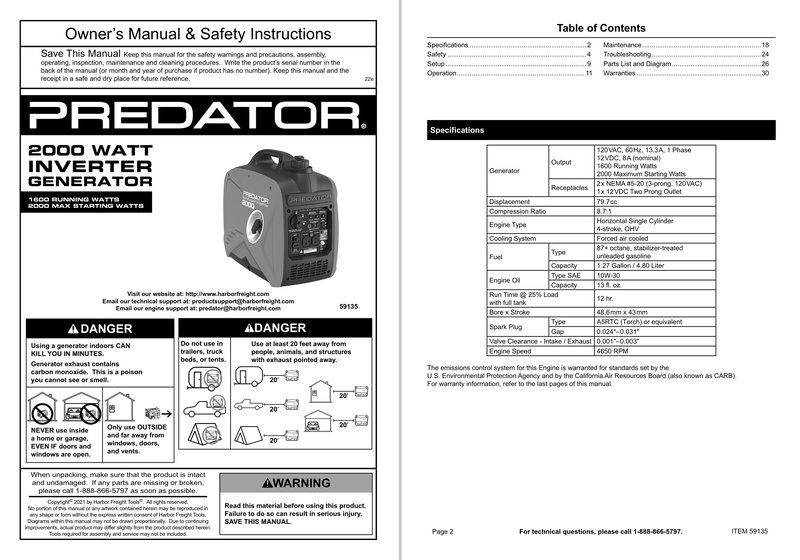 Owner's Manual & Safety Instructions
Save This Manual Keep this manual for the safety warnings and precautions, assembly,
operating, inspection, maintenance and cleaning procedures. Write the product's serial number in the
back of the manual (or month and year of purchase if product has no number). Keep this manual and the
receipt in a safe and dry place for future reference.
22e
PREDATOR®
2000 WATT
INVERTER
GENERATOR
1600 RUNNING WATTS
2000 MAX STARTING WATTS
PREDATOR
2000
Visit our website at: http://www.harborfreight.com
Email our technical support at: productsupport@harborfreight.com
Email our engine support at: predator@harborfreight.com
59135
DANGER
Using a generator indoors CAN
KILL YOU IN MINUTES.
Generator exhaust contains
carbon monoxide. This is a poison
you cannot see or smell.
NEVER use inside
a home or garage,
EVEN IF doors and
windows are open.
Only use OUTSIDE
and far away from
windows, doors,
and vents.
DANGER
Do not use in
trailers, truck
beds, or tents.
Use at least 20 feet away from
people, animals, and structures
with exhaust pointed away.
20'
20'
20'
20'
20'
When unpacking, make sure that the product is intact
and undamaged. If any parts are missing or broken,
please call 1-888-866-5797 as soon as possible.
Copyright© 2021 by Harbor Freight Tools®. All rights reserved.
No portion of this manual or any artwork contained herein may be reproduced in
any shape or form without the express written consent of Harbor Freight Tools.
Diagrams within this manual may not be drawn proportionally. Due to continuing
improvements, actual product may differ slightly from the product described herein.
Tools required for assembly and service may not be included.
WARNING
Read this material before using this product.
Failure to do so can result in serious injury.
SAVE THIS MANUAL.
Table of Contents
Specifications 2
Safety 4
Setup 9
Operation 11
Maintenance 18
Troubleshooting 24
Parts List and Diagram 26
Warranties 30
Specifications
Generator
Output
120VAC, 60Hz, 13.3A, 1 Phase
12VDC, 8A (nominal)
1600 Running Watts
2000 Maximum Starting Watts
Receptacles
2x NEMA #5-20 (3-prong, 120VAC)
1x 12VDC Two Prong Outlet
Displacement 79.7cc
Compression Ratio 8.7:1
Engine Type
Horizontal Single Cylinder
4-stroke, OHV
Cooling System Forced air cooled
Fuel
Type
87+ octane, stabilizer-treated
unleaded gasoline
Capacity 1.27 Gallon / 4.80 Liter
Engine Oil
Type SAE 10W-30
Capacity 13 fl. oz.
Run Time @ 25% Load
with full tank
12 hr.
Bore x Stroke 48.6mm x 43mm
Spark Plug
Type A5RTC (Torch) or equivalent
Gap 0.024"–0.031"
Valve Clearance - Intake / Exhaust 0.001"–0.003"
Engine Speed 4650 RPM
The emissions control system for this Engine is warranted for standards set by the
U.S. Environmental Protection Agency and by the California Air Resources Board (also known as CARB).
For warranty information, refer to the last pages of this manual.
Page 2
For technical questions, please call 1-888-866-5797.
ITEM 59135